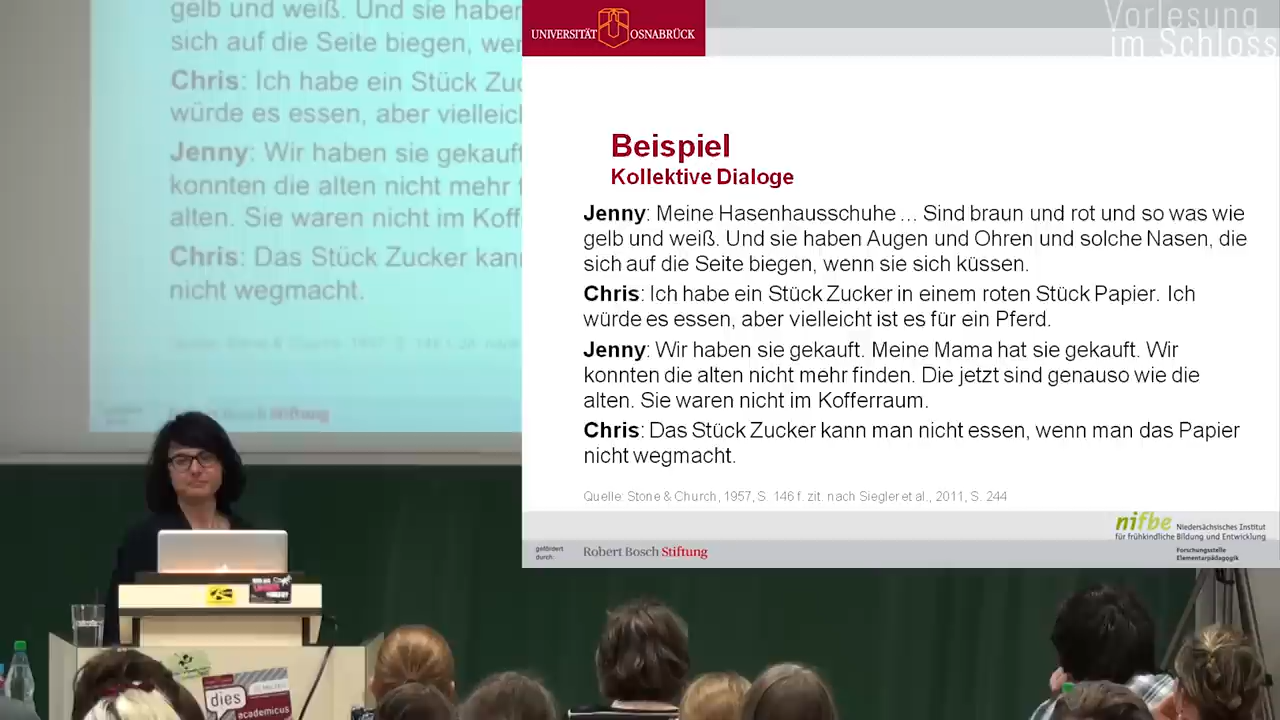 gelb und weiß. Und sie haben
sich auf die Seite biegen, wer
Chris: Ich habe ein Stück Zuc
würde es essen, aber vielleicl
Jenny: Wir haben sie gekauft
konnten die alten nicht mehr f
alten. Sie waren nicht im Koff
Chris: Das Stück Zucker kann
nicht wegmacht.
Robert Bosch Stiftung
UNIVERSITÄT OSNABRÜCK
Vorlesung
im Schloss
Beispiel
Kollektive Dialoge
Jenny: Meine Hasenhausschuhe ... Sind braun und rot und so was wie
gelb und weiß. Und sie haben Augen und Ohren und solche Nasen, die
sich auf die Seite biegen, wenn sie sich küssen.
Chris: Ich habe ein Stück Zucker in einem roten Stück Papier. Ich
würde es essen, aber vielleicht ist es für ein Pferd.
Jenny: Wir haben sie gekauft. Meine Mama hat sie gekauft. Wir
konnten die alten nicht mehr finden. Die jetzt sind genauso wie die
alten. Sie waren nicht im Kofferraum.
Chris: Das Stück Zucker kann man nicht essen, wenn man das Papier
nicht wegmacht.
Quelle: Stone & Church, 1957, S. 146 f. zit. nach Siegler et al., 2011, S. 244
gefördert
durch:
Robert Bosch Stiftung
nifbe Niedersächsisches Institut
für frühkindliche Bildung und Entwicklung
Forschungsstelle
Elementarpädagogik
dies
academicus